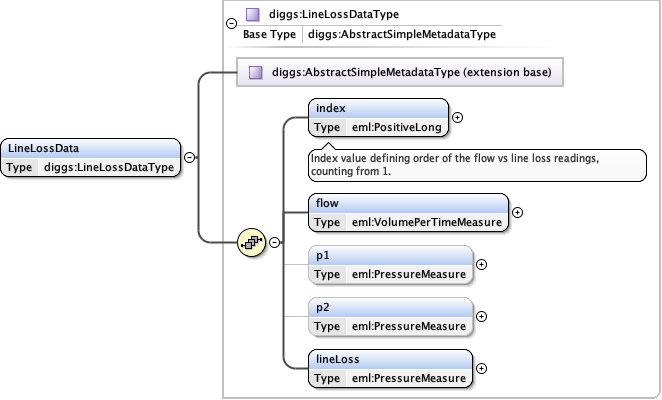 diggs:LineLossDataType
Base Type diggs:AbstractSimpleMetadataType
diggs:AbstractSimpleMetadataType (extension base)
LineLossData
Type diggs:LineLossDataType
index
Type eml:PositiveLong
Index value defining order of the flow vs line loss readings,
counting from 1.
flow
Type eml:VolumePerTimeMeasure
p1
Type eml:PressureMeasure
p2
Type eml:PressureMeasure
lineLoss
Type eml:PressureMeasure